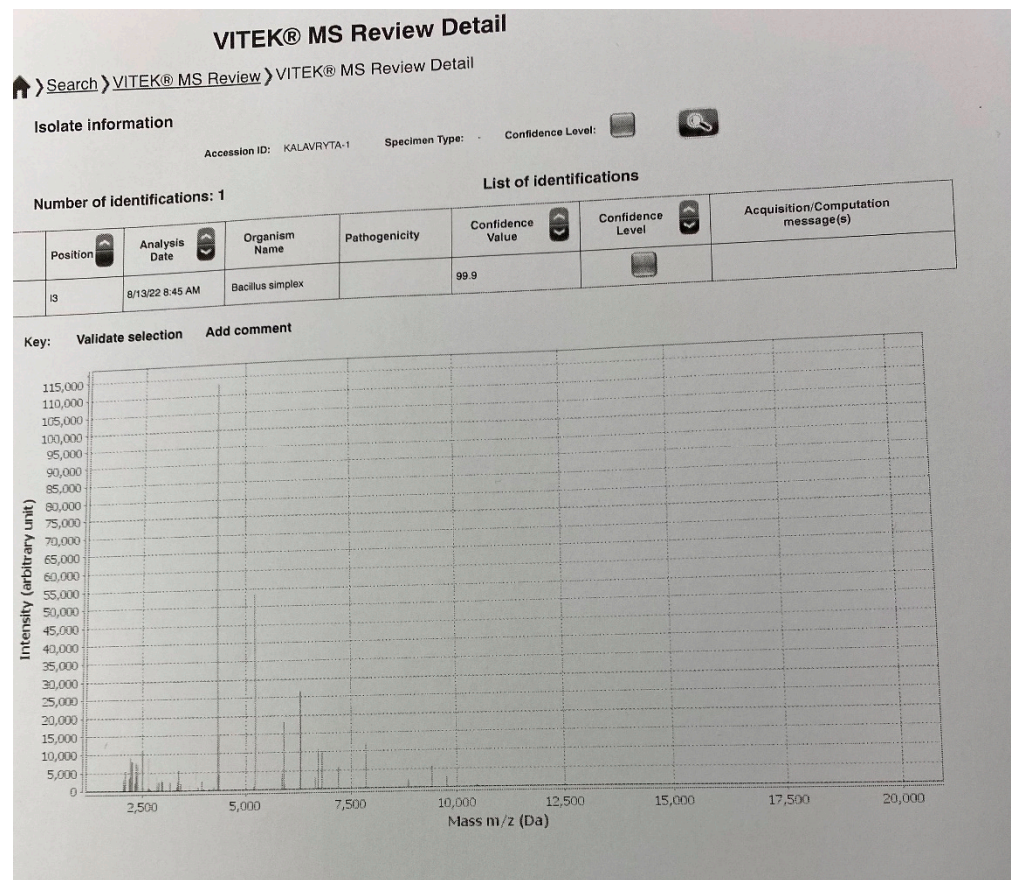 VITEK® MS Review Detail
❯ Search ❯ VITEK® MS Review ❯ VITEK® MS Review Detail
Isolate information
Accession ID: KALAVRYTA-1 Specimen Type: - Confidence Level:
Number of identifications: 1
List of identifications
Position Analysis Date Organism Name Pathogenicity Confidence Value Confidence Level Acquisition/Computation message(s)
I3 8/13/22 8:45 AM Bacillus simplex 99.9
Key: Validate selection Add comment
Intensity (arbitrary unit)
115,000
110,000
105,000
100,000
95,000
90,000
85,000
80,000
75,000
70,000
65,000
60,000
55,000
50,000
45,000
40,000
35,000
30,000
25,000
20,000
15,000
10,000
5,000
0
2,500 5,000 7,500 10,000 12,500 15,000 17,500 20,000
Mass m/z (Da)